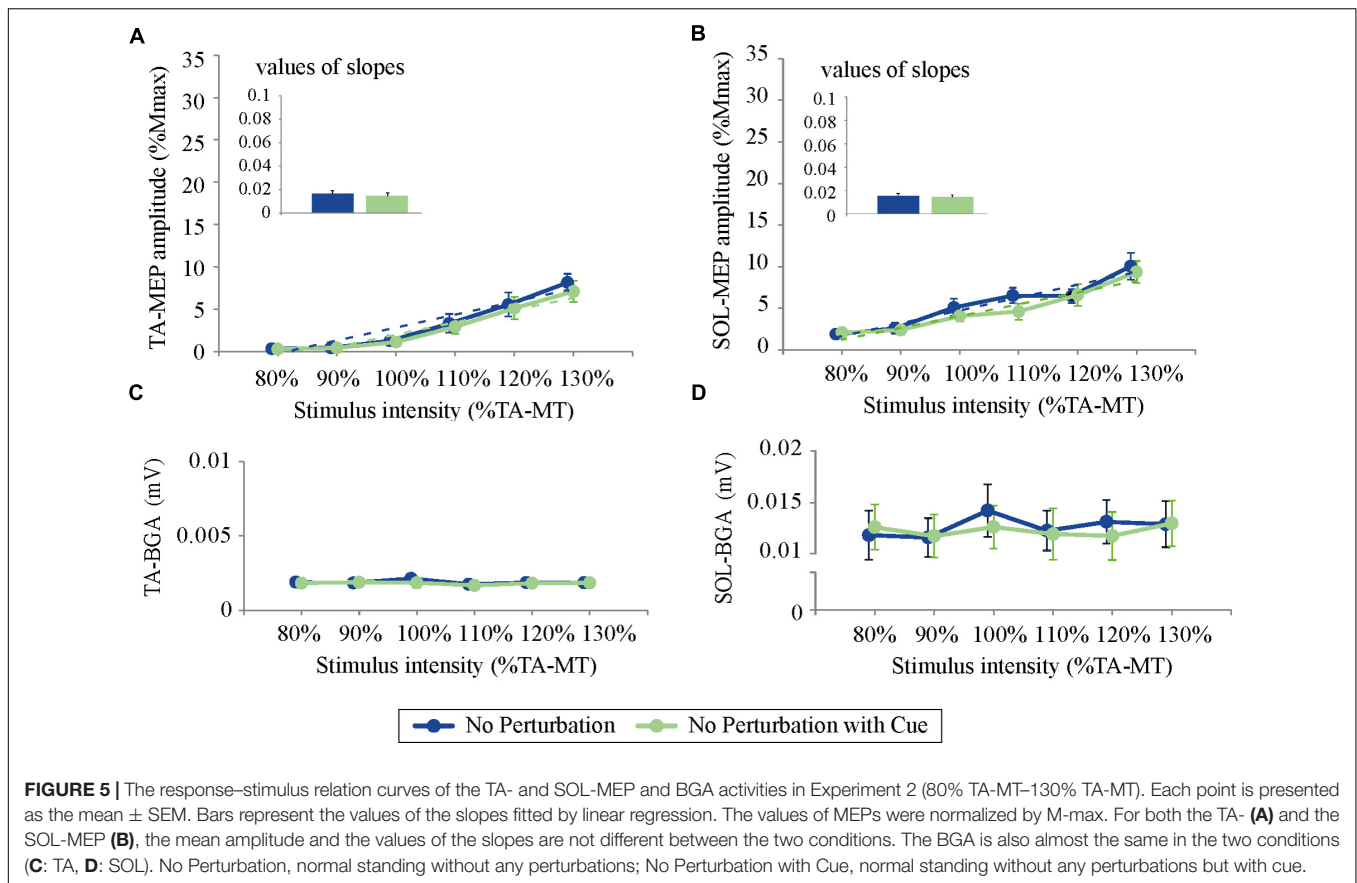 A
35
30
25
20
15
10
5
0
TA-MEP amplitude (%Mmax)
values of slopes
0.1
0.08
0.06
0.04
0.02
0
80% 90% 100% 110% 120% 130%
Stimulus intensity (%TA-MT)
B
35
30
25
20
15
10
5
0
SOL-MEP amplitude (%Mmax)
values of slopes
0.1
0.08
0.06
0.04
0.02
0
80% 90% 100% 110% 120% 130%
Stimulus intensity (%TA-MT)
C
0.01
0.005
0
TA-BGA (mV)
80% 90% 100% 110% 120% 130%
Stimulus intensity (%TA-MT)
D
0.02
0.015
0.01
0
SOL-BGA (mV)
80% 90% 100% 110% 120% 130%
Stimulus intensity (%TA-MT)
No Perturbation No Perturbation with Cue
FIGURE 5 | The response–stimulus relation curves of the TA- and SOL-MEP and BGA activities in Experiment 2 (80% TA-MT–130% TA-MT). Each point is presented
as the mean ± SEM. Bars represent the values of the slopes fitted by linear regression. The values of MEPs were normalized by M-max. For both the TA- (A) and the
SOL-MEP (B), the mean amplitude and the values of the slopes are not different between the two conditions. The BGA is also almost the same in the two conditions
(C: TA, D: SOL). No Perturbation, normal standing without any perturbations; No Perturbation with Cue, normal standing without any perturbations but with cue.